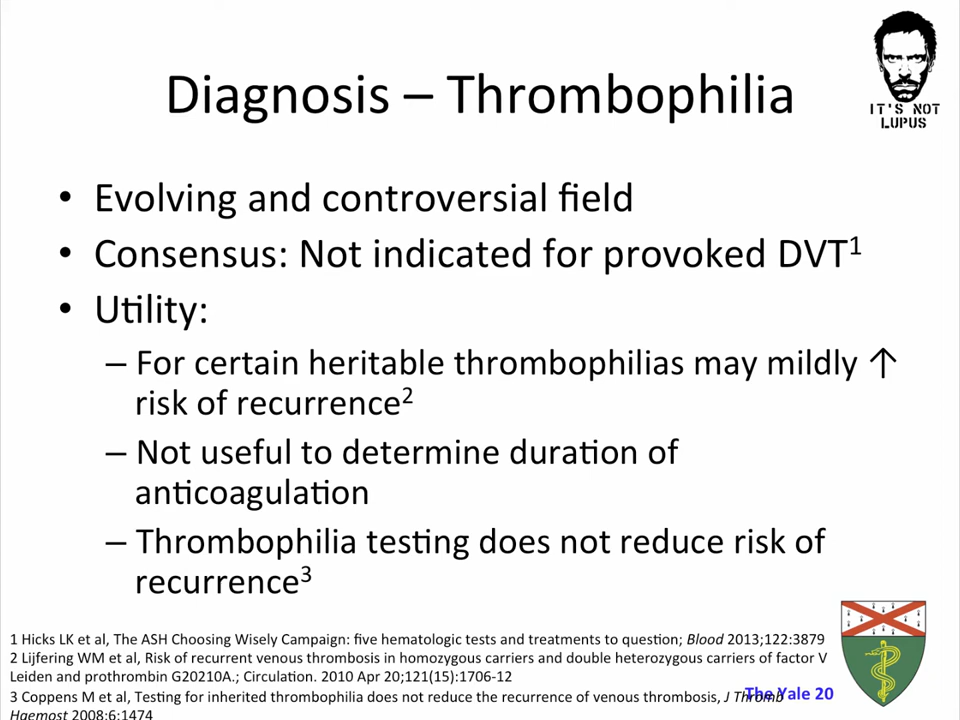 Diagnosis – Thrombophilia
IT'S NOT
LUPUS
• Evolving and controversial field
• Consensus: Not indicated for provoked DVT1
• Utility:
– For certain heritable thrombophilias may mildly ↑
risk of recurrence2
– Not useful to determine duration of
anticoagulation
– Thrombophilia testing does not reduce risk of
recurrence3
1 Hicks LK et al, The ASH Choosing Wisely Campaign: five hematologic tests and treatments to question; Blood 2013;122:3879
2 Lijfering WM et al, Risk of recurrent venous thrombosis in homozygous carriers and double heterozygous carriers of factor V
Leiden and prothrombin G20210A.; Circulation. 2010 Apr 20;121(15):1706-12
3 Coppens M et al, Testing for inherited thrombophilia does not reduce the recurrence of venous thrombosis, J Thromb
The Yale 20
Haemost 2008;6:1474